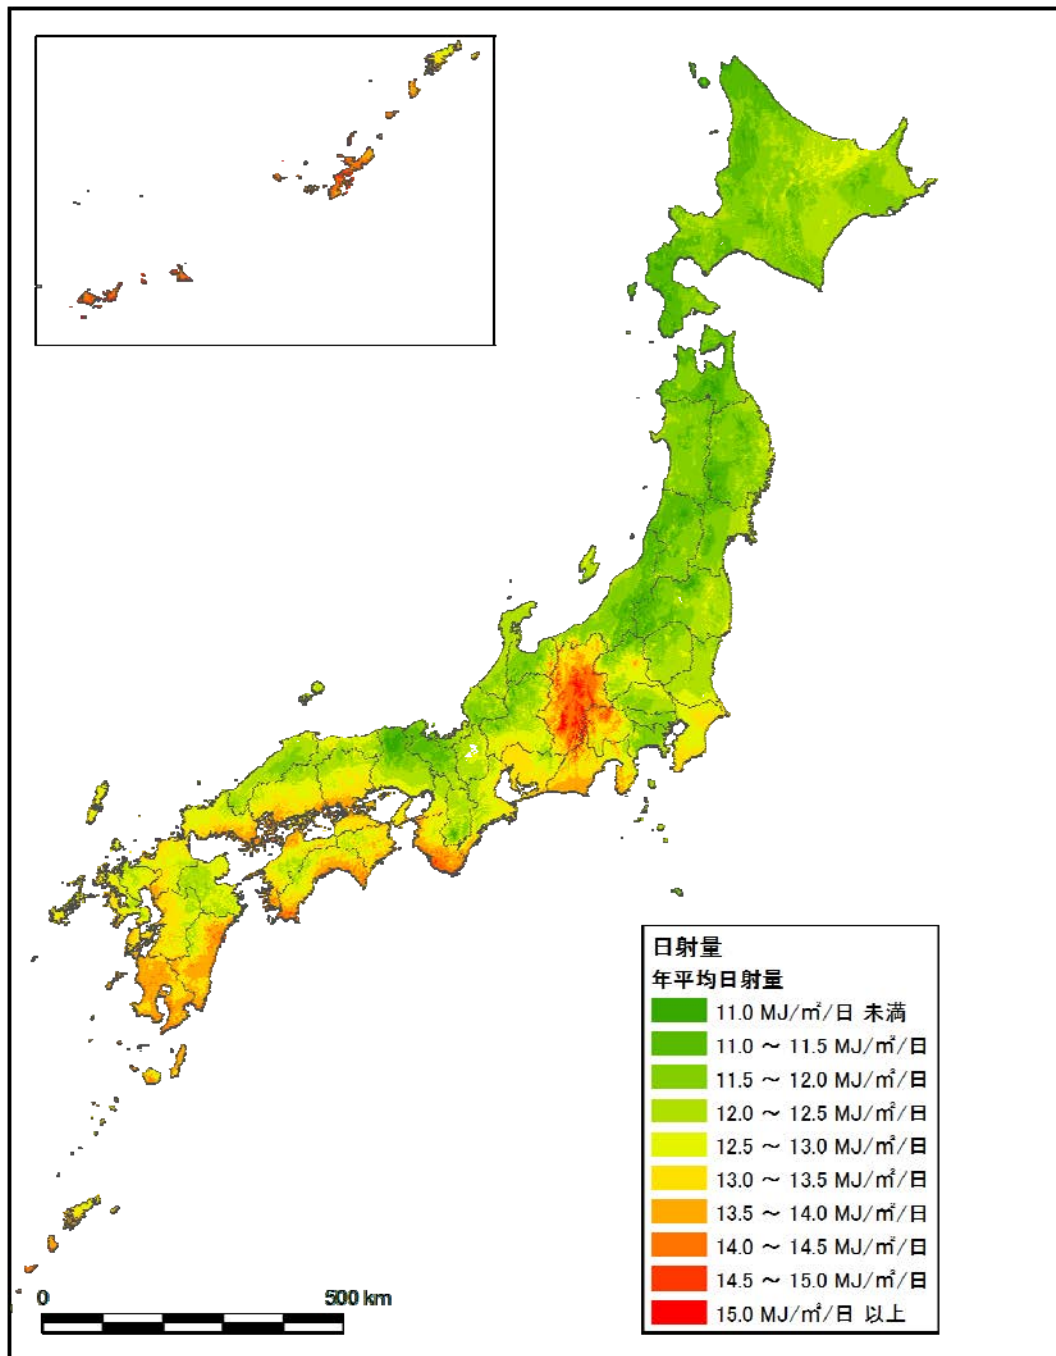 日射量
年平均日射量
11.0 MJ/㎡/日 未満
11.0 ～ 11.5 MJ/㎡/日
11.5 ～ 12.0 MJ/㎡/日
12.0 ～ 12.5 MJ/㎡/日
12.5 ～ 13.0 MJ/㎡/日
13.0 ～ 13.5 MJ/㎡/日
13.5 ～ 14.0 MJ/㎡/日
14.0 ～ 14.5 MJ/㎡/日
14.5 ～ 15.0 MJ/㎡/日
15.0 MJ/㎡/日 以上
0 500 km